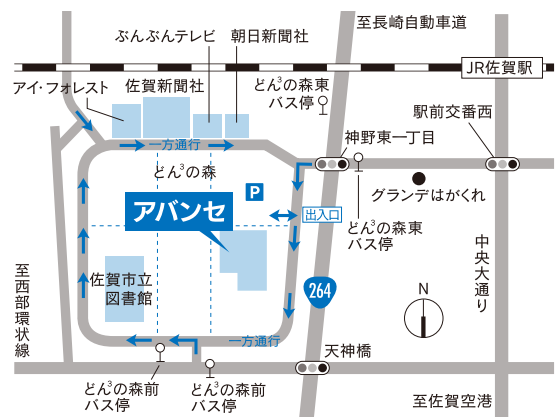 至長崎自動車道
ぶんぶんテレビ
朝日新聞社
JR佐賀駅
アイ・フォレスト
佐賀新聞社
どん³の森東
バス停
駅前交番西
一方通行
神野東一丁目
どん³の森
P
グランデはがくれ
アバンセ
出入口
どん³の森東
バス停
中央大通り
至西部環状線
佐賀市立
図書館
264
N
一方通行
天神橋
どん³の森前
バス停
どん³の森前
バス停
至佐賀空港